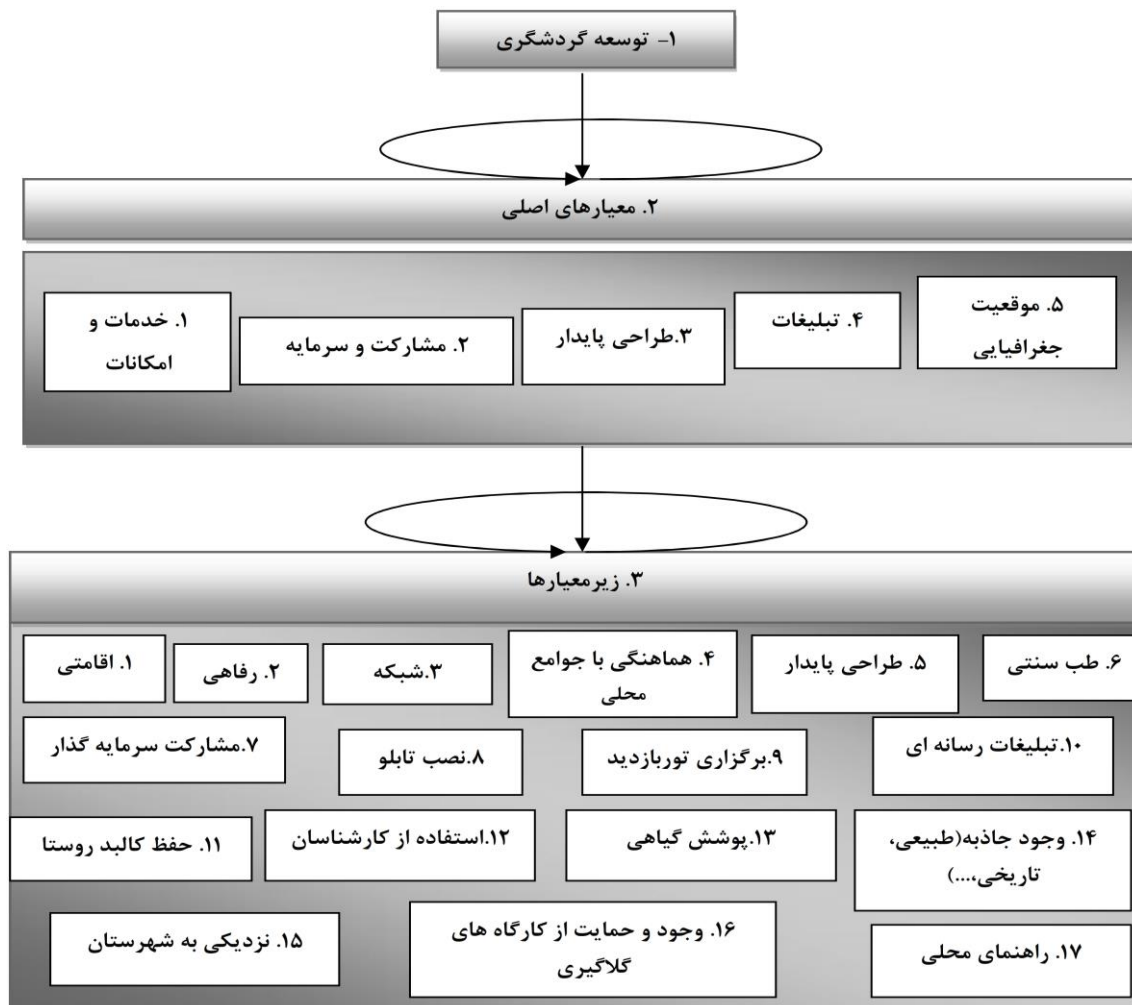 ۱- توسعه گردشگری
۲. معیارهای اصلی
۱. خدمات و
امکانات
۲. مشارکت و سرمایه
۳.طراحی پایدار
۴. تبلیغات
۵. موقعیت
جغرافیایی
۳. زیرمعیارها
۱. اقامتی
۲. رفاهی
۳.شبکه
۴. هماهنگی با جوامع
محلی
۵. طراحی پایدار
۶. طب سنتی
۷.مشارکت سرمایه گذار
۸.نصب تابلو
۹.برگزاری توربازدید
۱۰.تبلیغات رسانه ای
۱۱. حفظ کالبد روستا
۱۲.استفاده از کارشناسان
۱۳.پوشش گیاهی
۱۴. وجود جاذبه(طبیعی،
تاریخی،...)
۱۵. نزدیکی به شهرستان
۱۶. وجود و حمایت از کارگاه های
گلاگیری
۱۷. راهنمای محلی